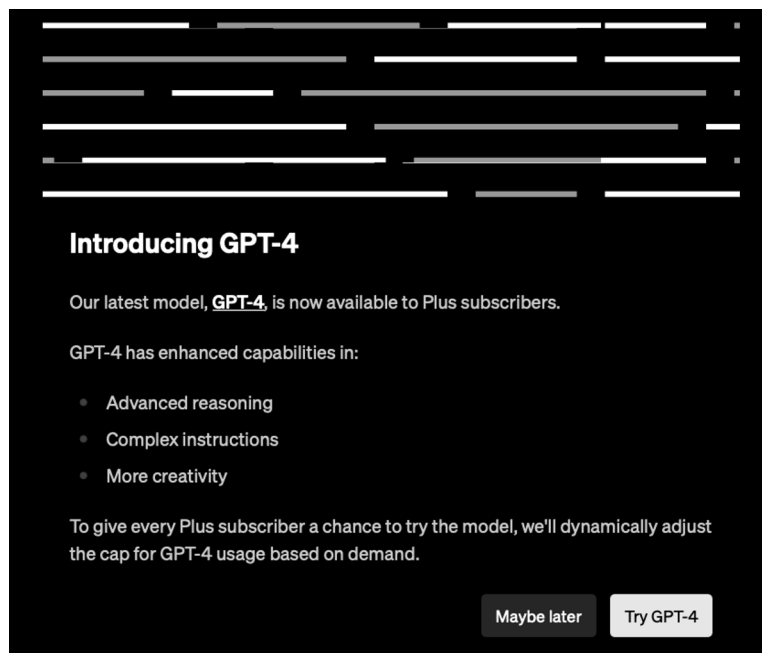 Introducing GPT-4
Our latest model, GPT-4, is now available to Plus subscribers.
GPT-4 has enhanced capabilities in:
Advanced reasoning
Complex instructions
More creativity
To give every Plus subscriber a chance to try the model, we'll dynamically adjust
the cap for GPT-4 usage based on demand.
Maybe later
Try GPT-4